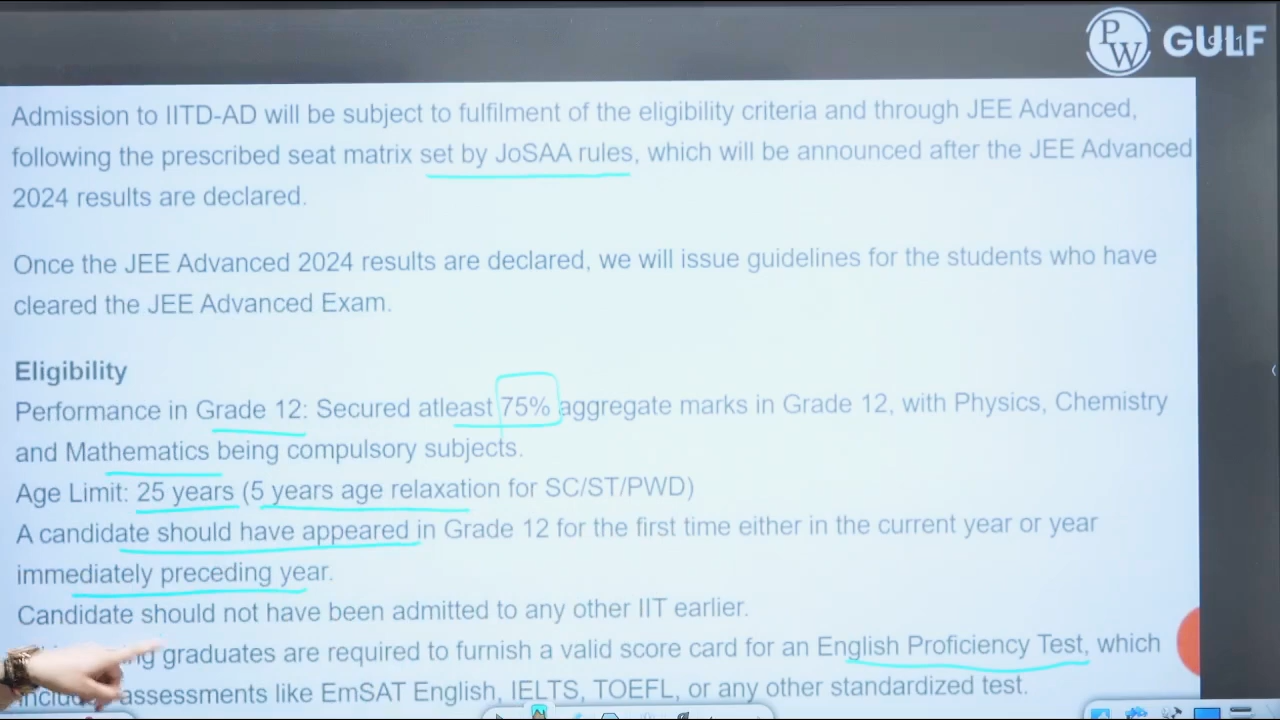 PW GULF
Admission to IITD-AD will be subject to fulfilment of the eligibility criteria and through JEE Advanced,
following the prescribed seat matrix set by JoSAA rules, which will be announced after the JEE Advanced
2024 results are declared.
Once the JEE Advanced 2024 results are declared, we will issue guidelines for the students who have
cleared the JEE Advanced Exam.
Eligibility
Performance in Grade 12: Secured atleast 75% aggregate marks in Grade 12, with Physics, Chemistry
and Mathematics being compulsory subjects.
Age Limit: 25 years (5 years age relaxation for SC/ST/PWD)
A candidate should have appeared in Grade 12 for the first time either in the current year or year
immediately preceding year.
Candidate should not have been admitted to any other IIT earlier.
graduates are required to furnish a valid score card for an English Proficiency Test, which
assessments like EmSAT English, IELTS, TOEFL, or any other standardized test.